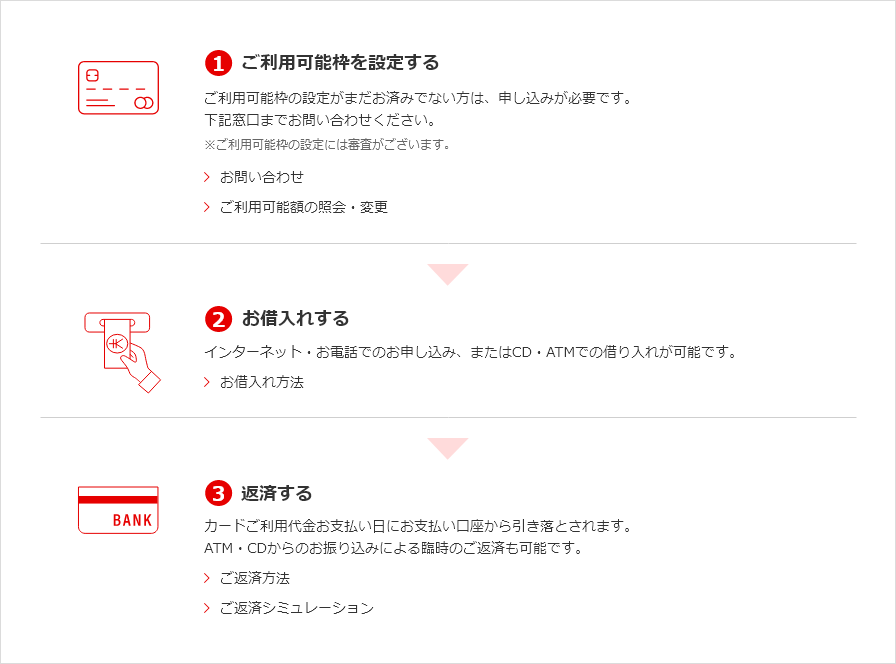 1 ご利用可能枠を設定する
ご利用可能枠の設定がまだお済みでない方は、申し込みが必要です。
下記窓口までお問い合わせください。
※ご利用可能枠の設定には審査がございます。
お問い合わせ
ご利用可能額の照会・変更
2 お借入れする
インターネット・お電話でのお申し込み、またはCD・ATMでの借り入れが可能です。
お借入れ方法
3 返済する
BANK
カードご利用代金お支払い日にお支払い口座から引き落とされます。
ATM・CDからのお振り込みによる臨時のご返済も可能です。
ご返済方法
ご返済シミュレーション